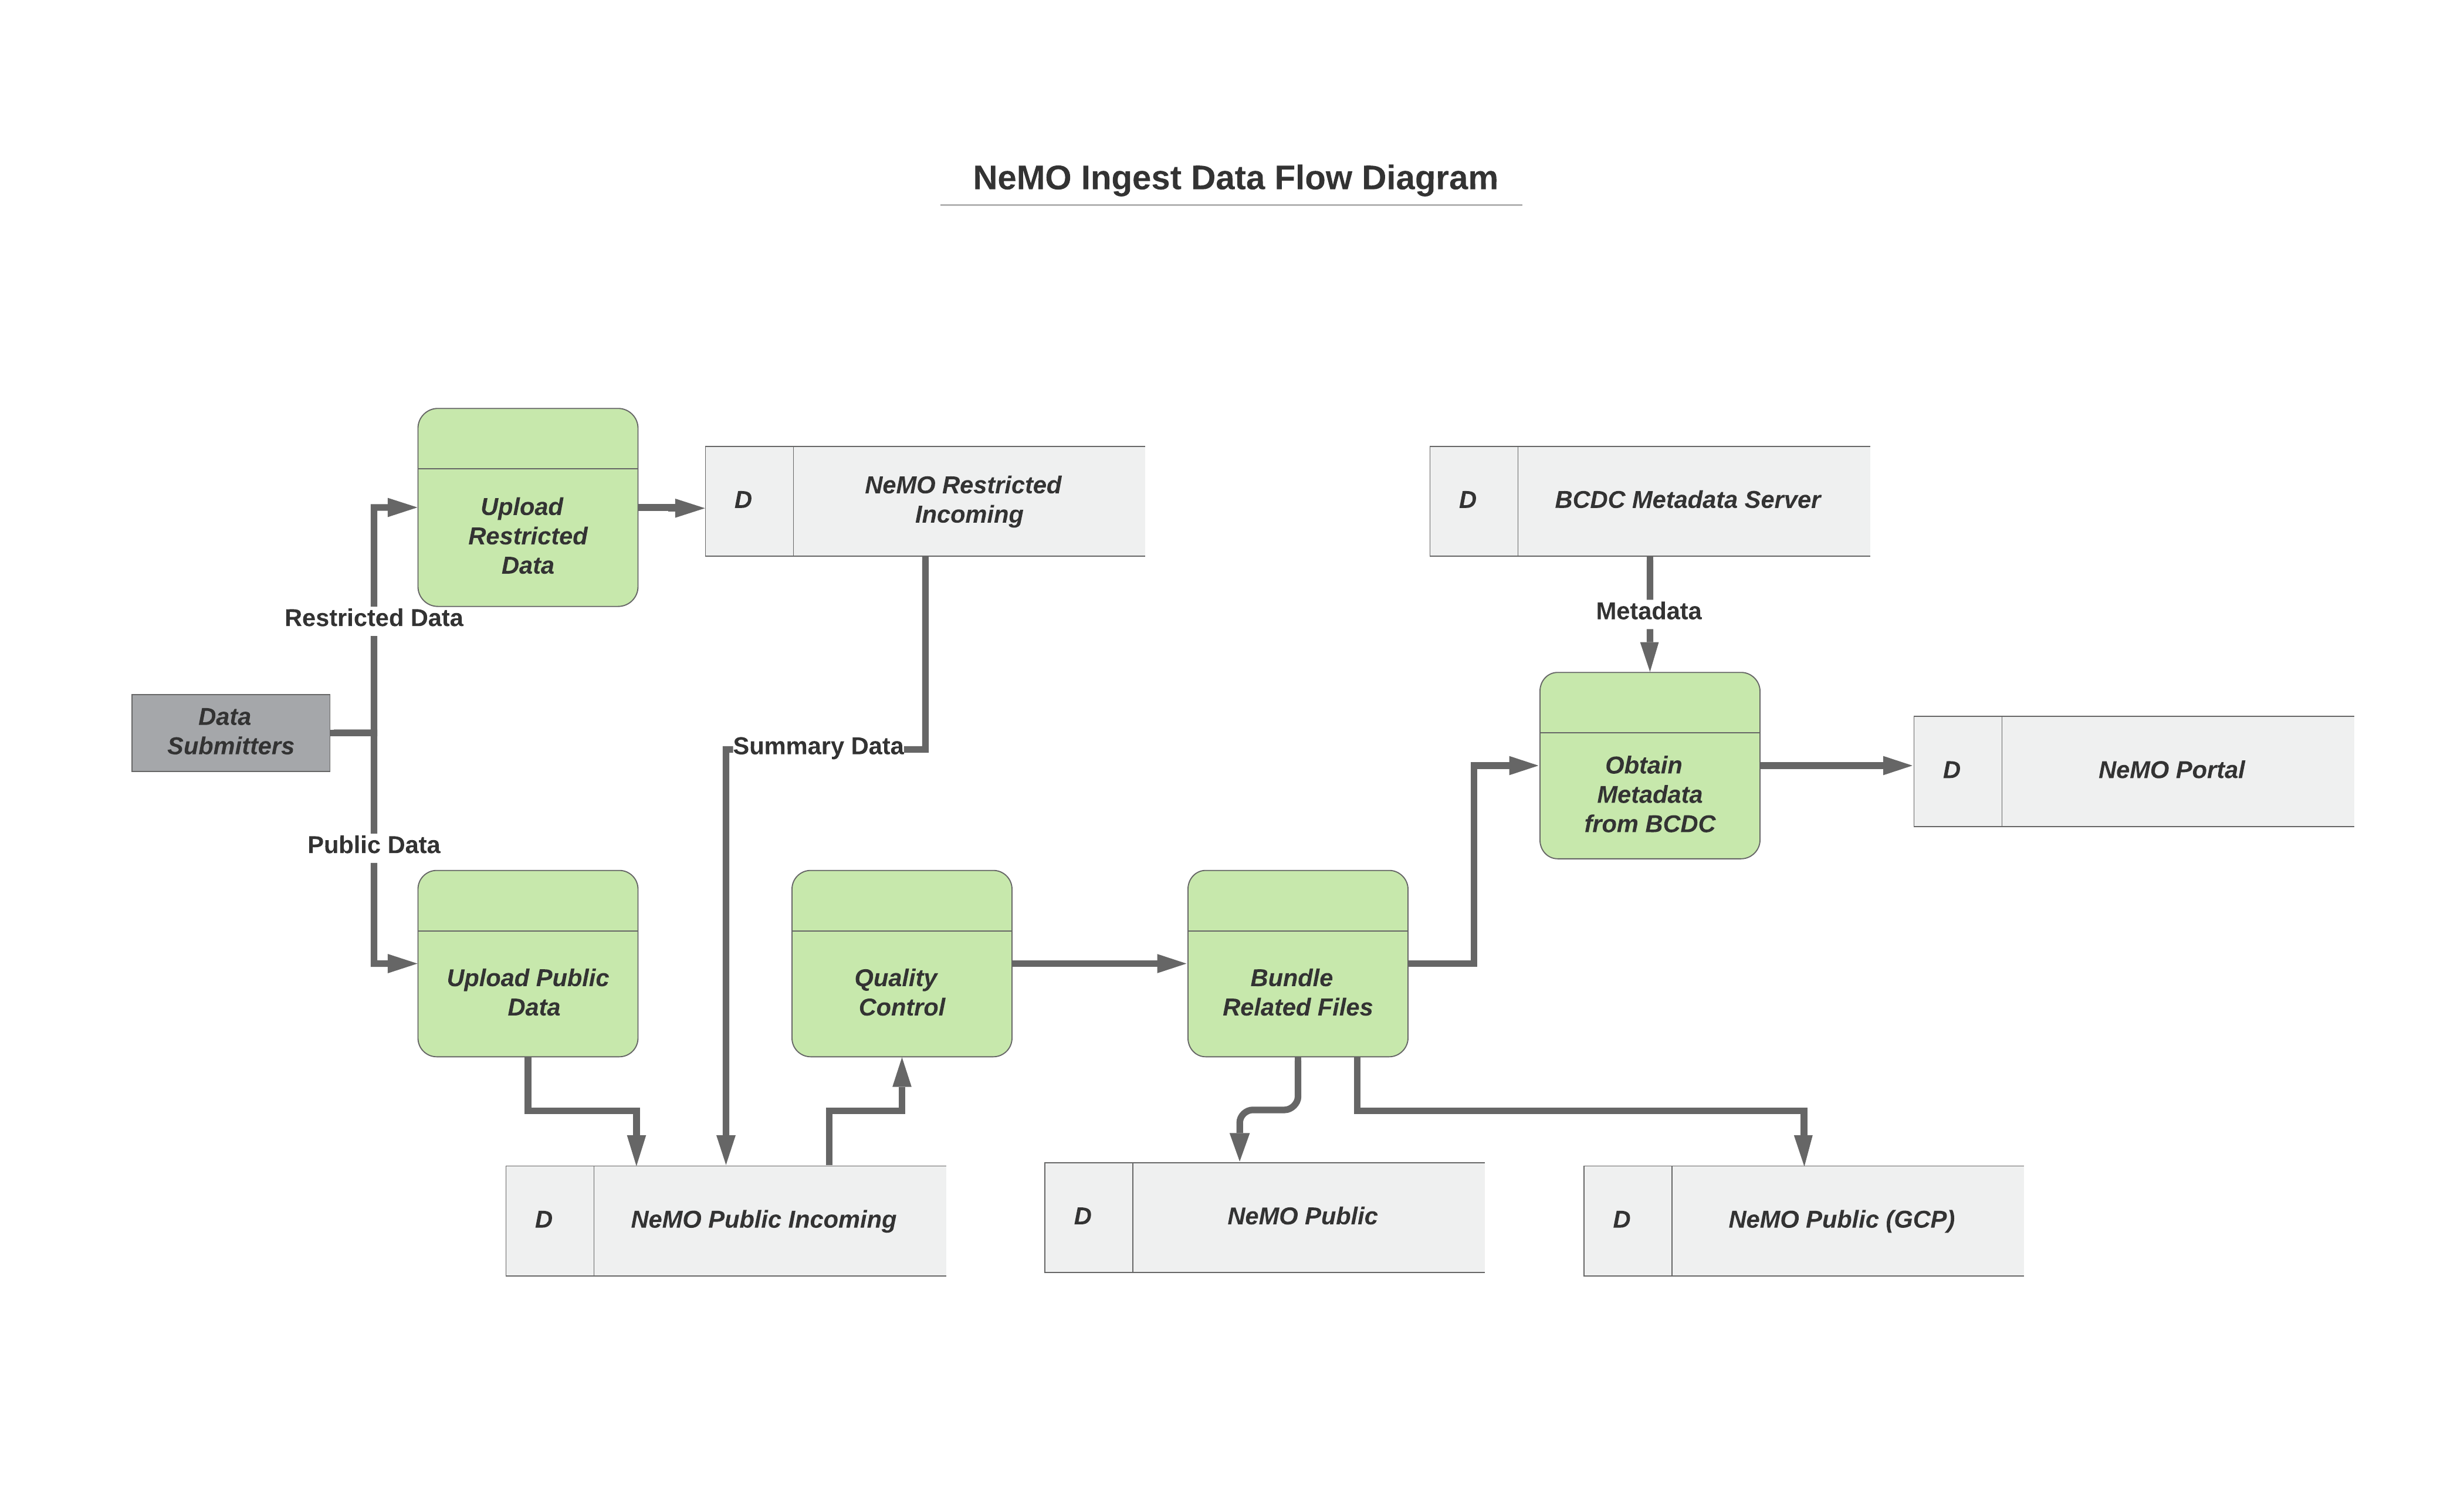 NeMO Ingest Data Flow Diagram
Upload
Restricted
Data
D
NeMO Restricted
Incoming
D
BCDC Metadata Server
Restricted Data
Metadata
Data
Submitters
Summary Data
Obtain
Metadata
from BCDC
D
NeMO Portal
Public Data
Upload Public
Data
Quality
Control
Bundle
Related Files
D
NeMO Public Incoming
D
NeMO Public
D
NeMO Public (GCP)